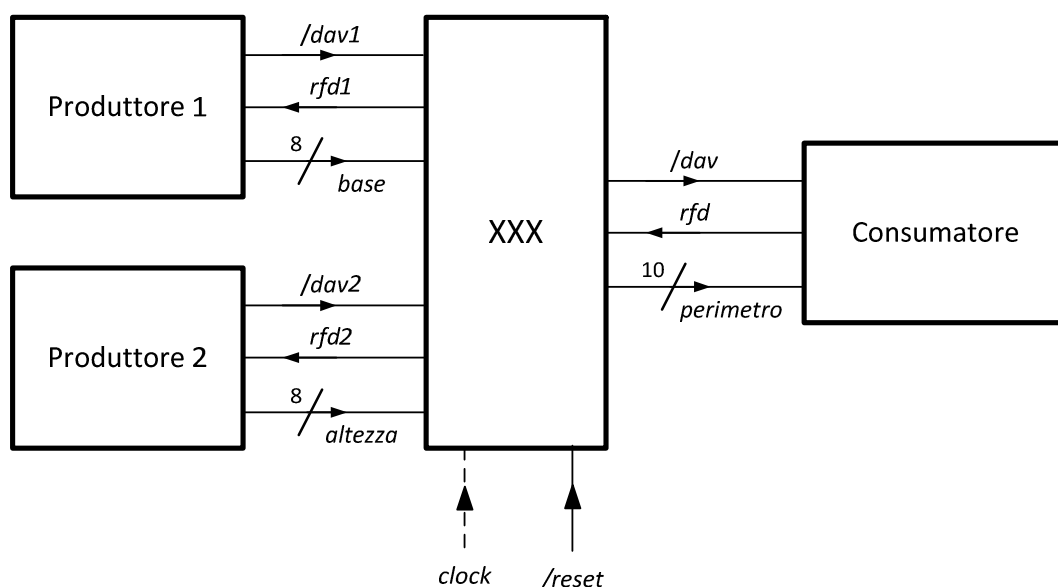 Produttore 1
/dav1
rfd1
8
base
Produttore 2
/dav2
rfd2
8
altezza
XXX
/dav
rfd
10
perimetro
Consumatore
clock
/reset